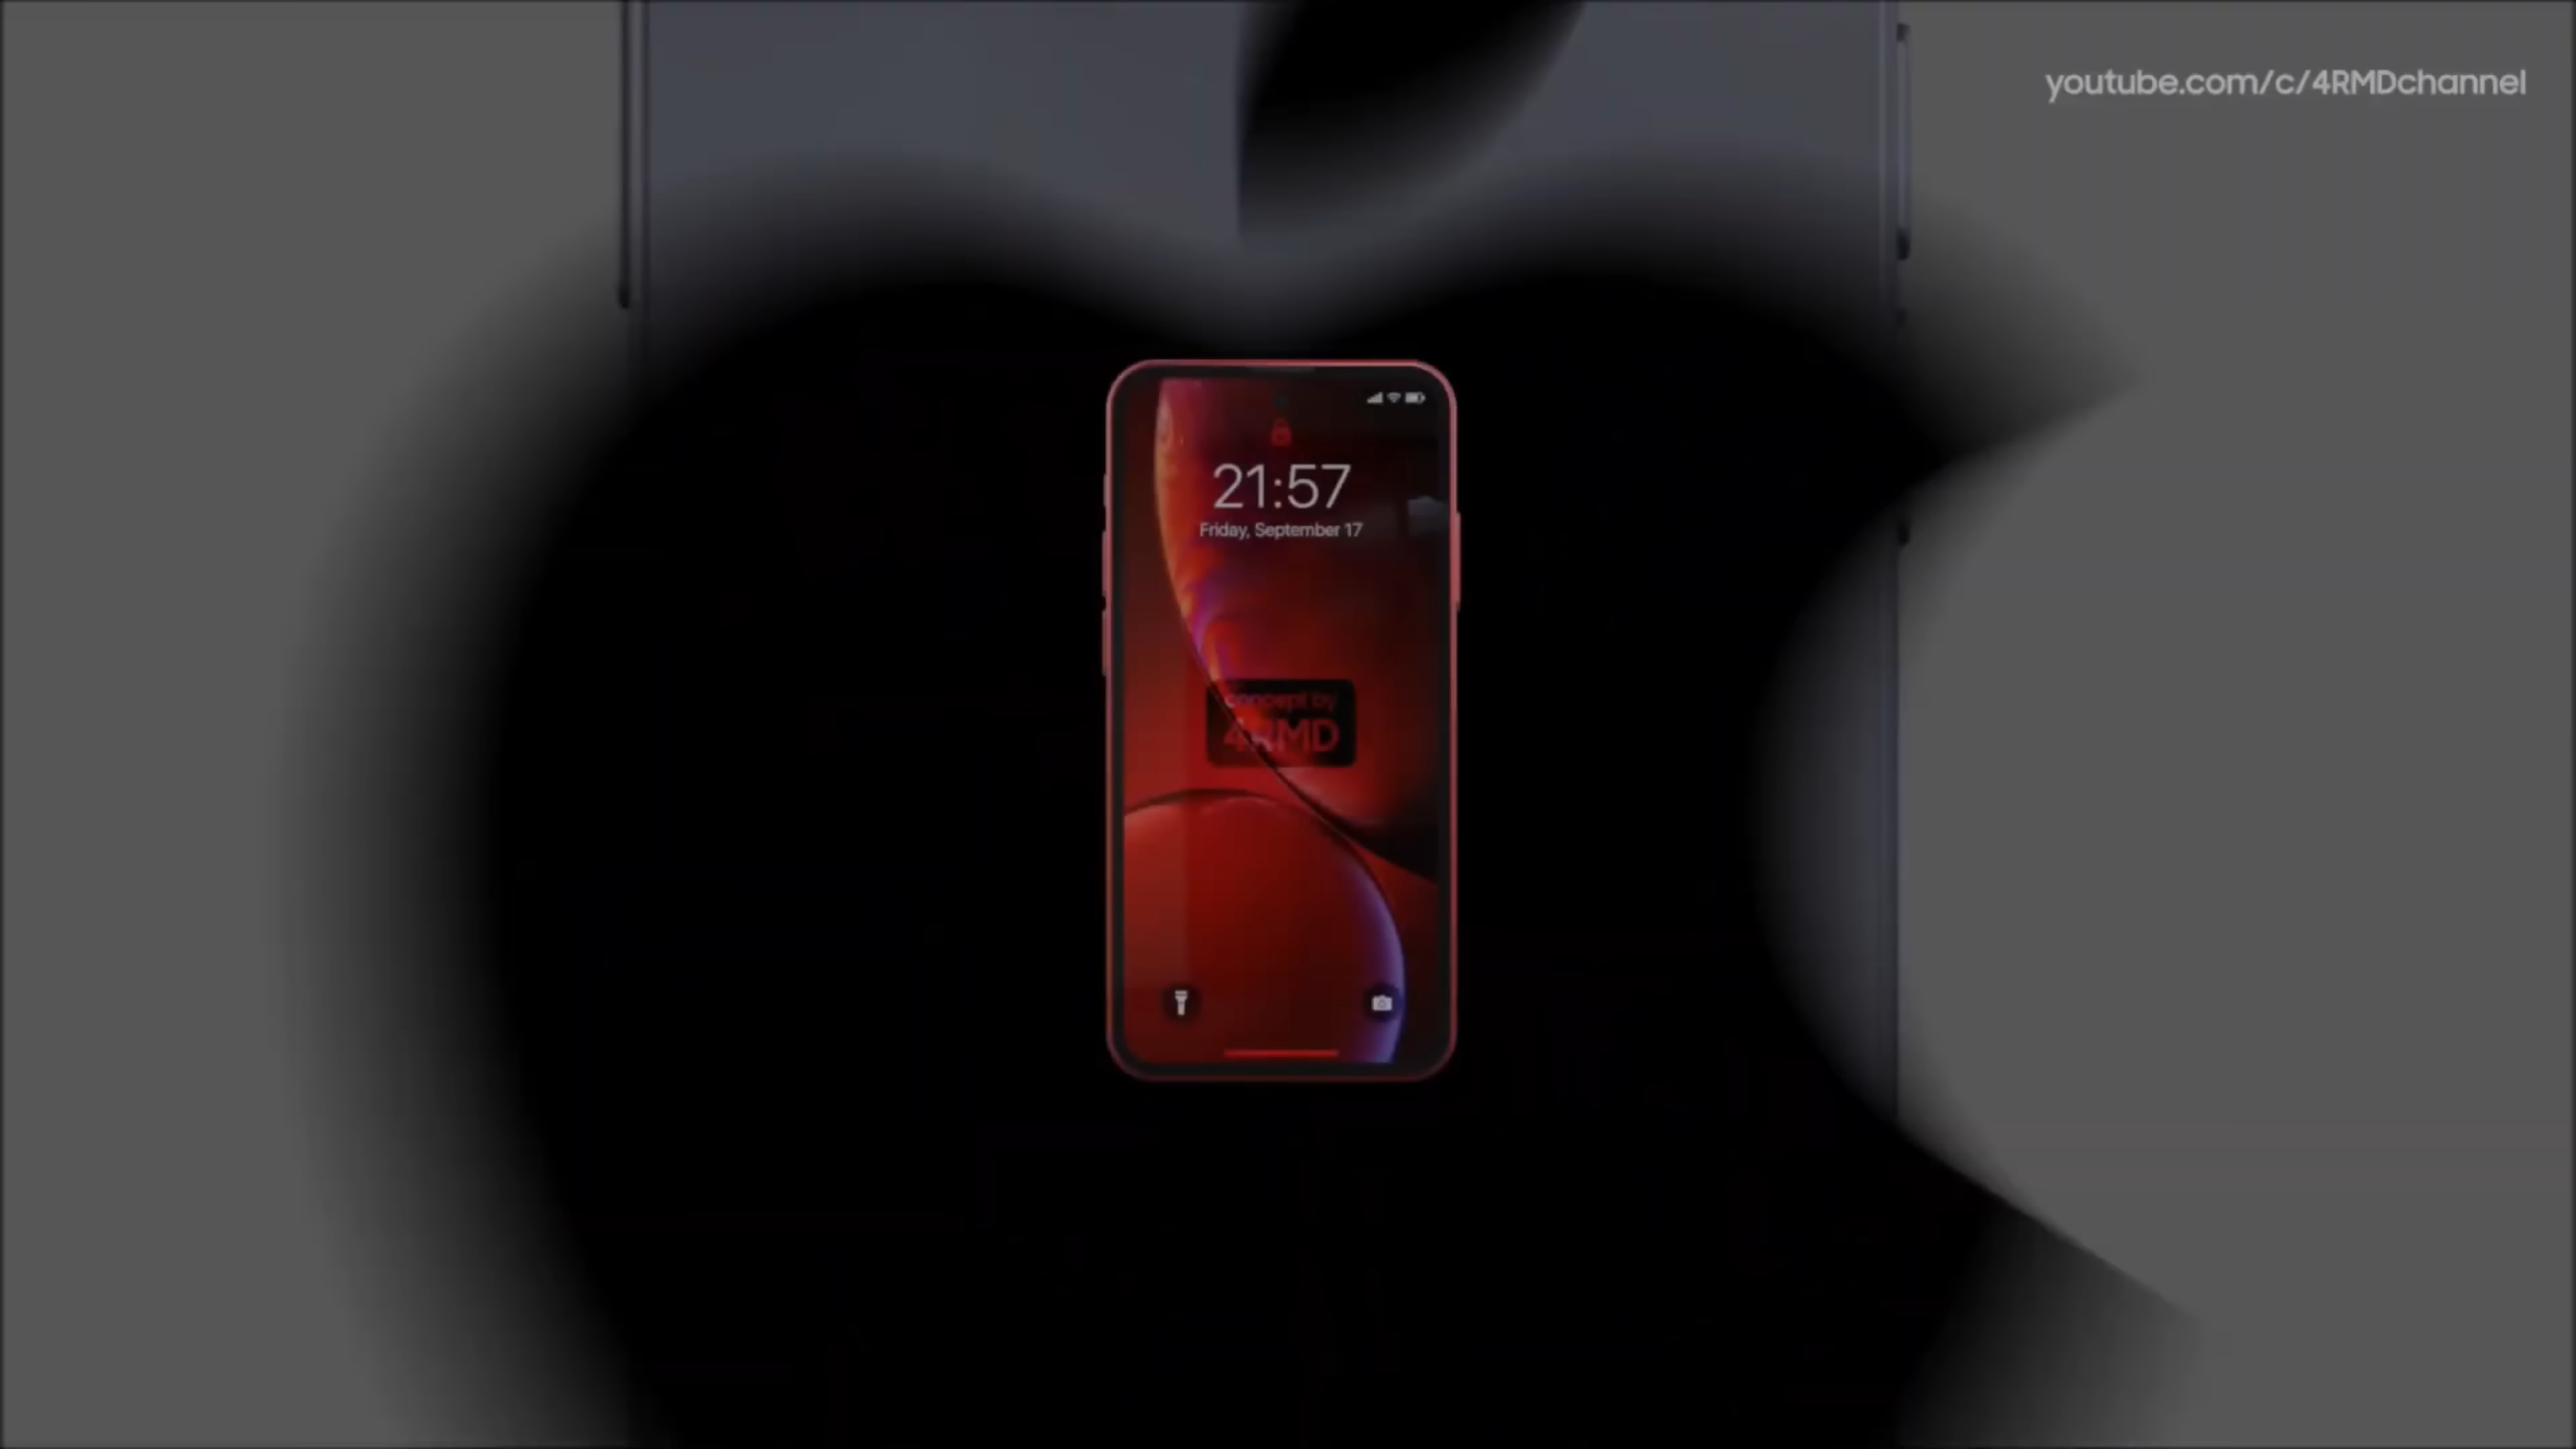 youtube.com/c/4RMDchannel
21:57
Friday, September 17
concept by
4RMD